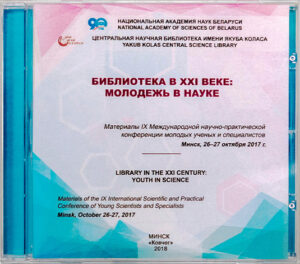 НАЦИОНАЛЬНАЯ АКАДЕМИЯ НАУК БЕЛАРУСИ
NATIONAL ACADEMY OF SCIENCES OF BELARUS
ЦЕНТРАЛЬНАЯ НАУЧНАЯ БИБЛИОТЕКА ИМЕНИ ЯКУБА КОЛАСА
YAKUB KOLAS CENTRAL SCIENCE LIBRARY
БИБЛИОТЕКА В XXI ВЕКЕ:
МОЛОДЕЖЬ В НАУКЕ
Материалы IX Международной научно-практической
конференции молодых ученых и специалистов
Минск, 26–27 октября 2017 г.
LIBRARY IN THE XXI CENTURY:
YOUTH IN SCIENCE
Materials of the IX International Scientific and Practical
Conference of Young Scientists and Specialists
Minsk, October 26-27, 2017
МИНСК
«Ковчег»
2018